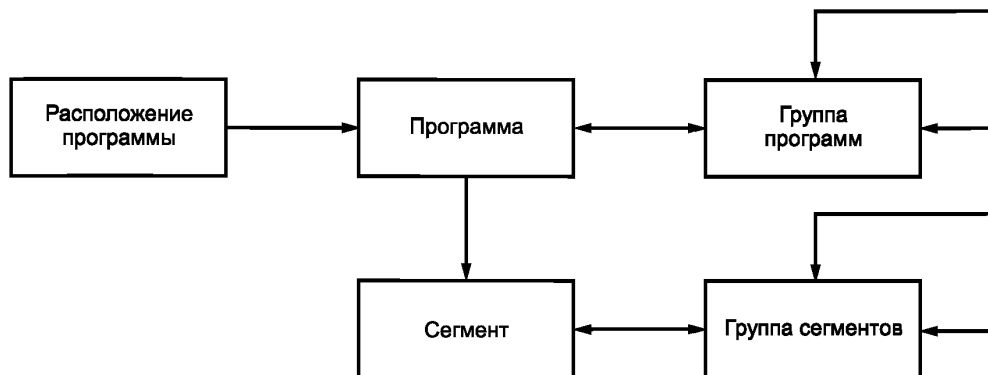 Расположение
программы
Программа
Группа
программ
Сегмент
Группа сегментов